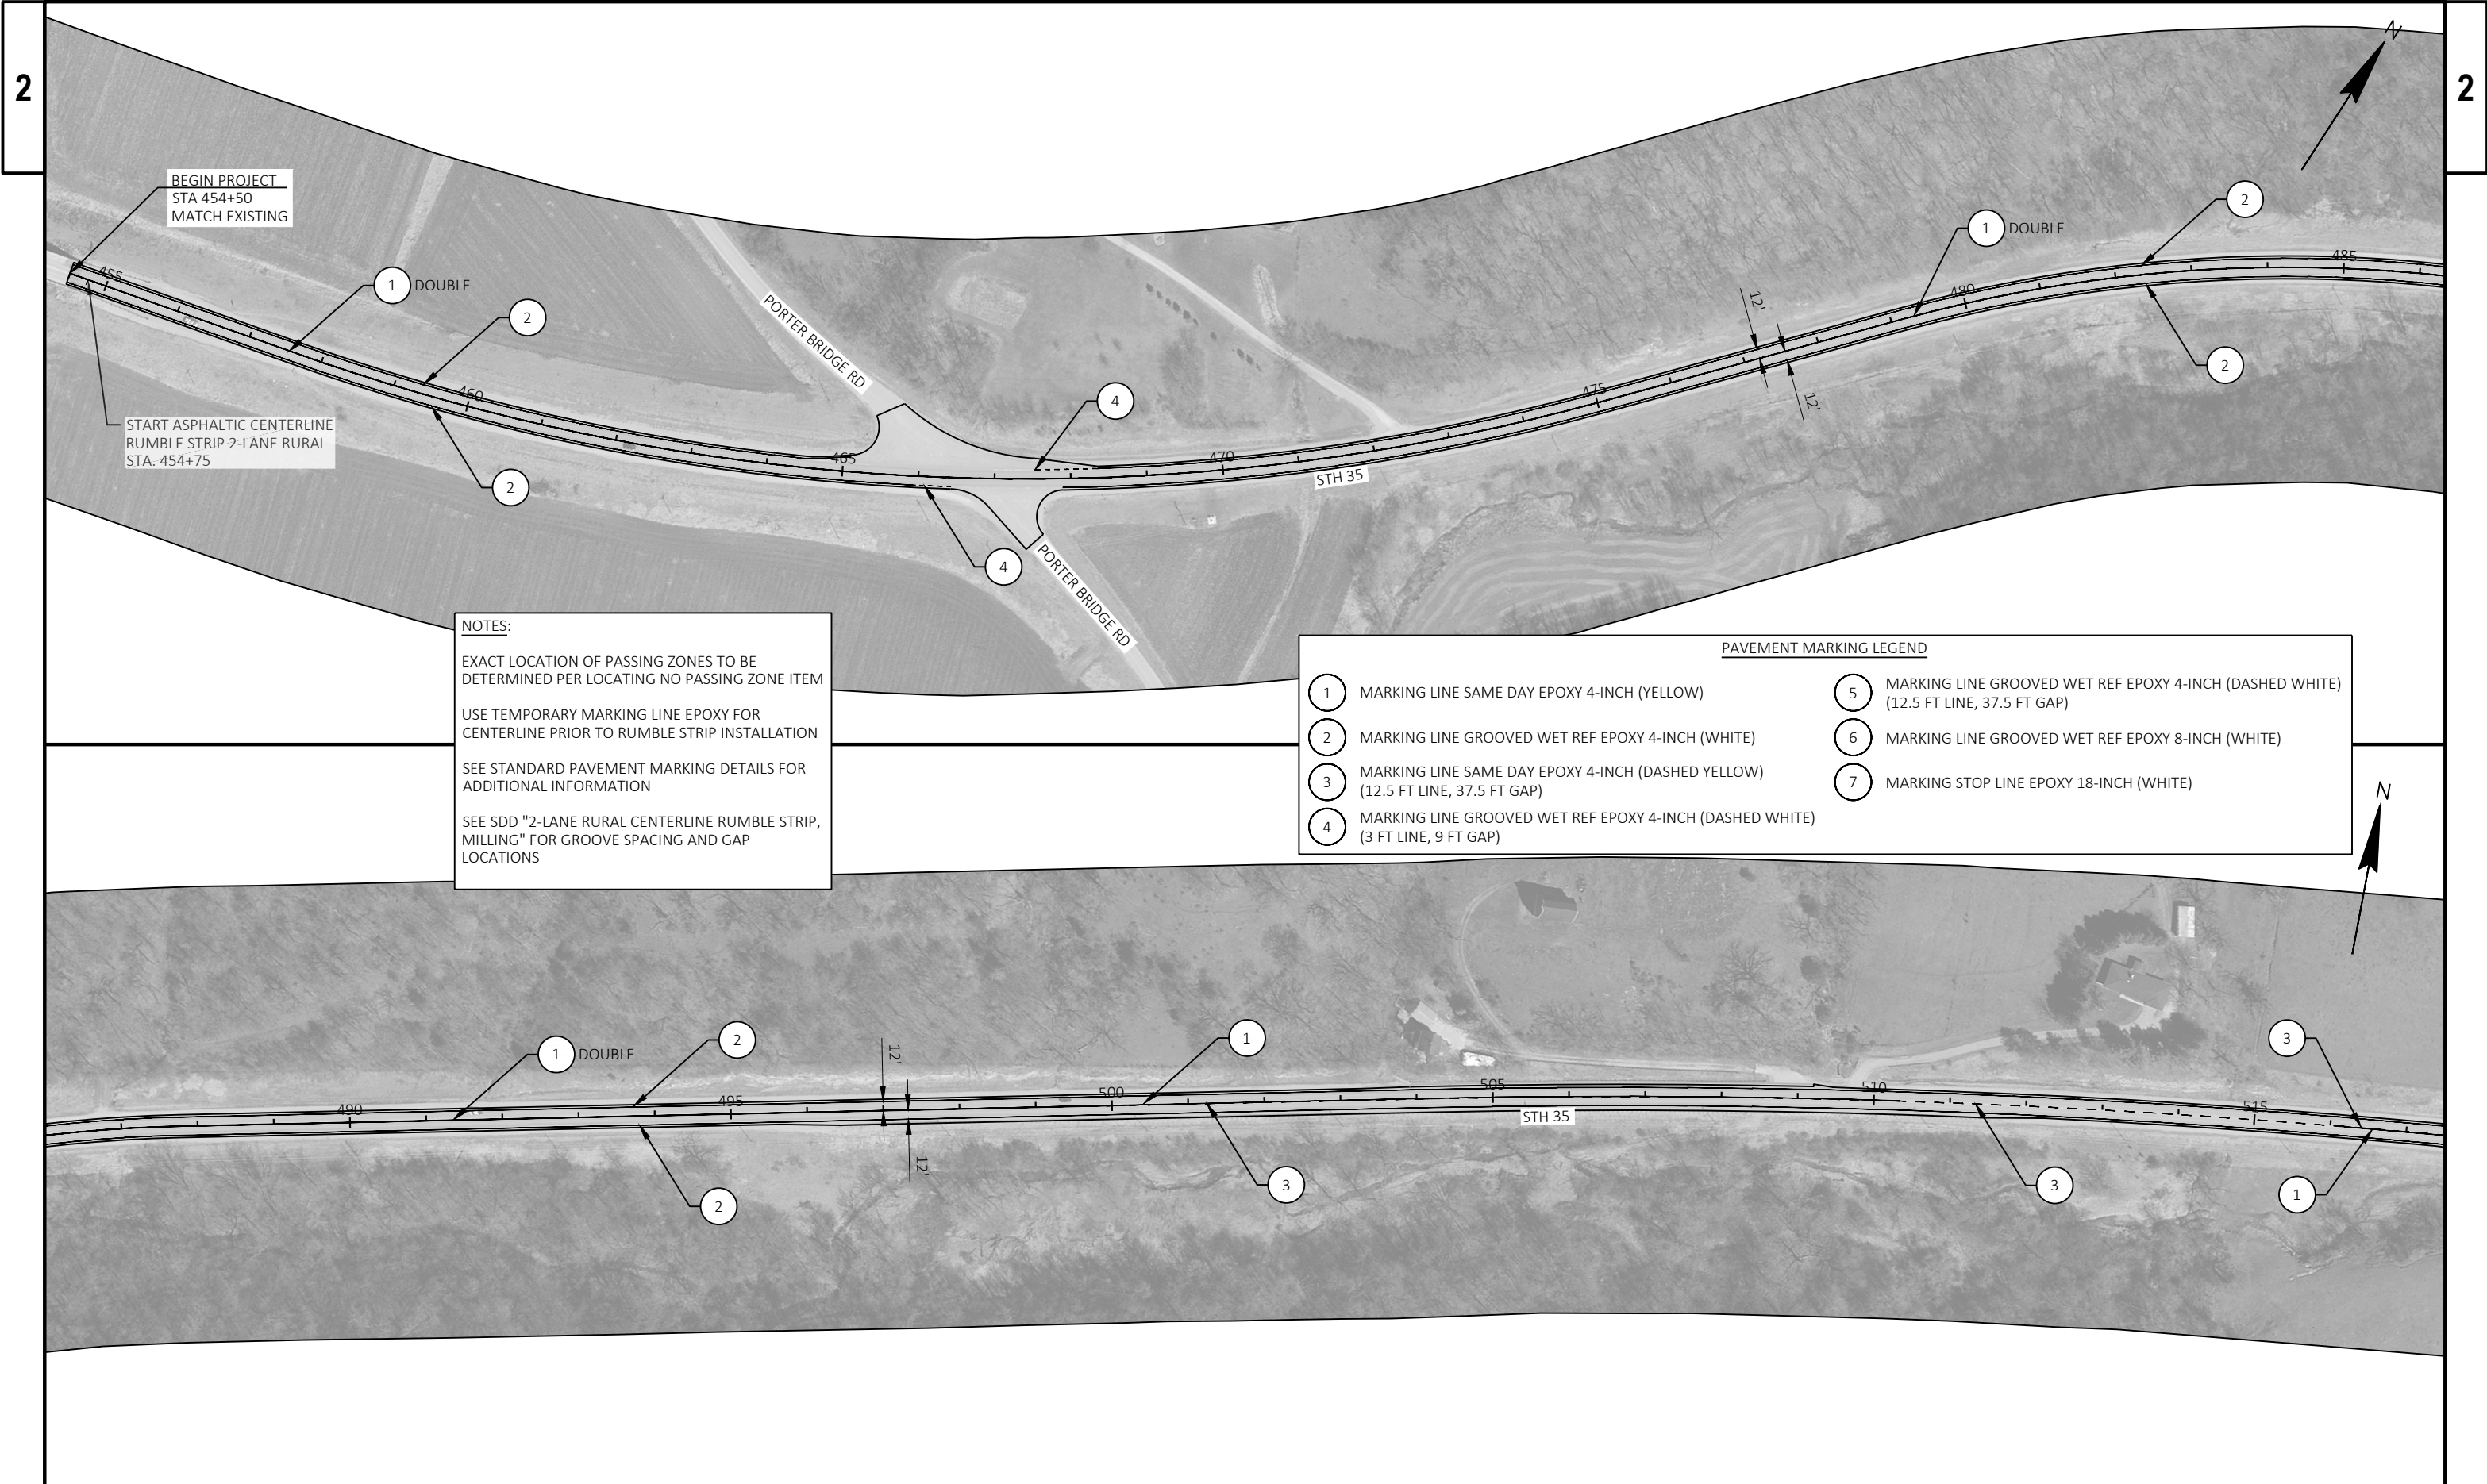 2
2
N
BEGIN PROJECT
STA 454+50
MATCH EXISTING
455
1 DOUBLE
2
START ASPHALTIC CENTERLINE
RUMBLE STRIP 2-LANE RURAL
STA. 454+75
460
2
PORTER BRIDGE RD
465
4
4
PORTER BRIDGE RD
470
STH 35
475
12'
12'
1 DOUBLE
480
2
2
485
NOTES:
EXACT LOCATION OF PASSING ZONES TO BE
DETERMINED PER LOCATING NO PASSING ZONE ITEM
USE TEMPORARY MARKING LINE EPOXY FOR
CENTERLINE PRIOR TO RUMBLE STRIP INSTALLATION
SEE STANDARD PAVEMENT MARKING DETAILS FOR
ADDITIONAL INFORMATION
SEE SDD "2-LANE RURAL CENTERLINE RUMBLE STRIP,
MILLING" FOR GROOVE SPACING AND GAP
LOCATIONS
PAVEMENT MARKING LEGEND
1 MARKING LINE SAME DAY EPOXY 4-INCH (YELLOW)
2 MARKING LINE GROOVED WET REF EPOXY 4-INCH (WHITE)
3 MARKING LINE SAME DAY EPOXY 4-INCH (DASHED YELLOW)
(12.5 FT LINE, 37.5 FT GAP)
4 MARKING LINE GROOVED WET REF EPOXY 4-INCH (DASHED WHITE)
(3 FT LINE, 9 FT GAP)
5 MARKING LINE GROOVED WET REF EPOXY 4-INCH (DASHED WHITE)
(12.5 FT LINE, 37.5 FT GAP)
6 MARKING LINE GROOVED WET REF EPOXY 8-INCH (WHITE)
7 MARKING STOP LINE EPOXY 18-INCH (WHITE)
N
490
1 DOUBLE
2
2
495
12'
12'
500
1
3
505
STH 35
510
3
515
3
1